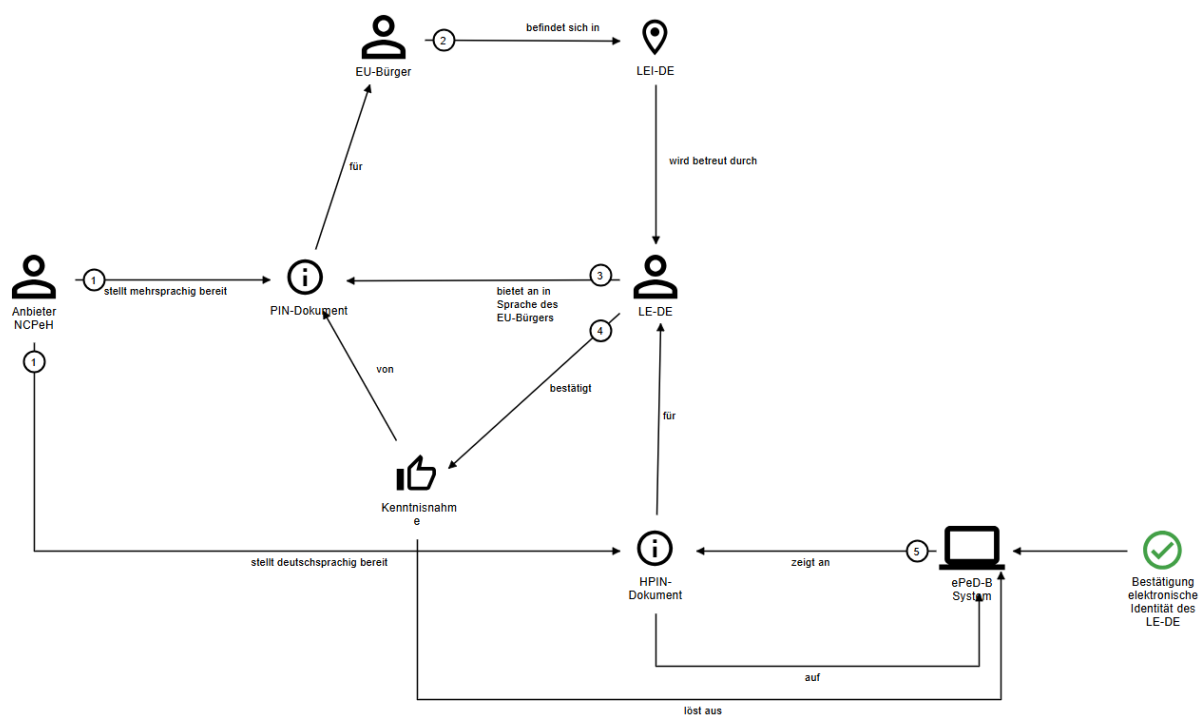 befindet sich in
2
EU-Bürger
LEI-DE
wird betreut durch
für
1
stellt mehrsprachig bereit
3
bietet an in
Sprache des
EU-Bürgers
Anbieter
NCPeH
PIN-Dokument
LE-DE
4
1
von
bestätigt
für
Kenntnisnahm
e
stellt deutschsprachig bereit
5
zeigt an
HPIN-
Dokument
ePeD-B
System
Bestätigung
elektronische
Identität des
LE-DE
auf
löst aus